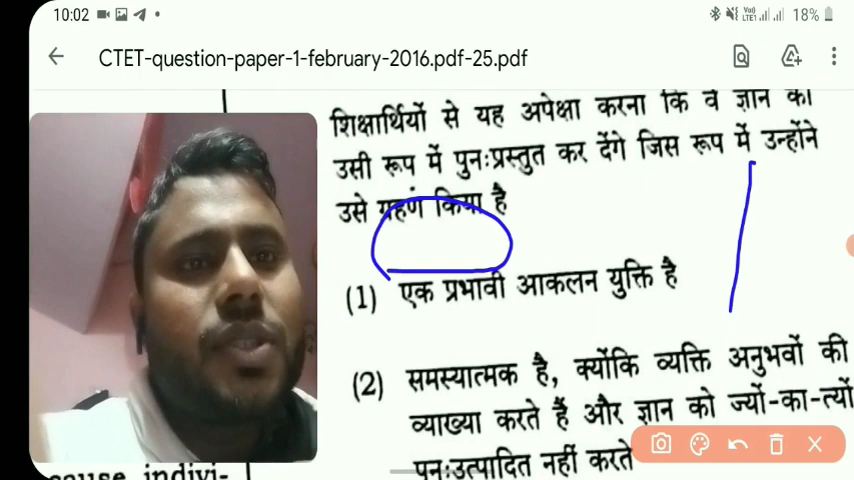 10:02
Vo)) LTE1 18%
CTET-question-paper-1-february-2016.pdf-25.pdf
शिक्षार्थियों से यह अपेक्षा करना कि वे ज्ञान को
उसी रूप में पुनःप्रस्तुत कर देंगे जिस रूप में उन्होंने
उसे ग्रहण किया है
(1) एक प्रभावी आकलन युक्ति है
(2) समस्यात्मक है, क्योंकि व्यक्ति अनुभवों की
व्याख्या करते हैं और ज्ञान को ज्यों-का-त्यों
पुनःउत्पादित नहीं करते
cause indivi-